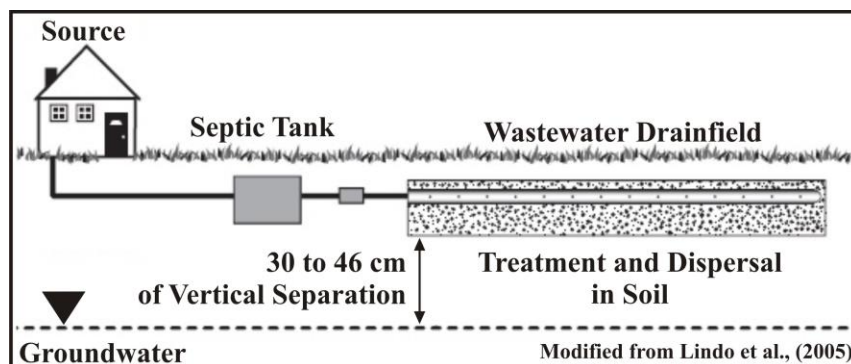 Source
Septic Tank
Wastewater Drainfield
30 to 46 cm
of Vertical Separation
Treatment and Dispersal
in Soil
Groundwater
Modified from Lindo et al., (2005)